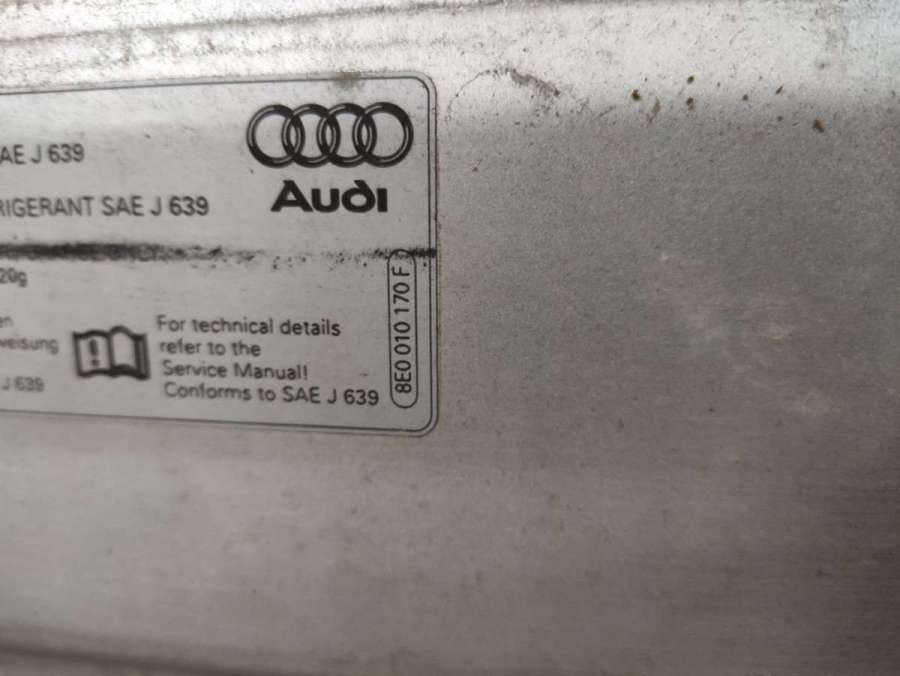 AE J 639
RIGERANT SAE J 639
Audi
20g
en
weisung
J 639
For technical details
refer to the
Service Manual!
Conforms to SAE J 639
8E0 010 170 F